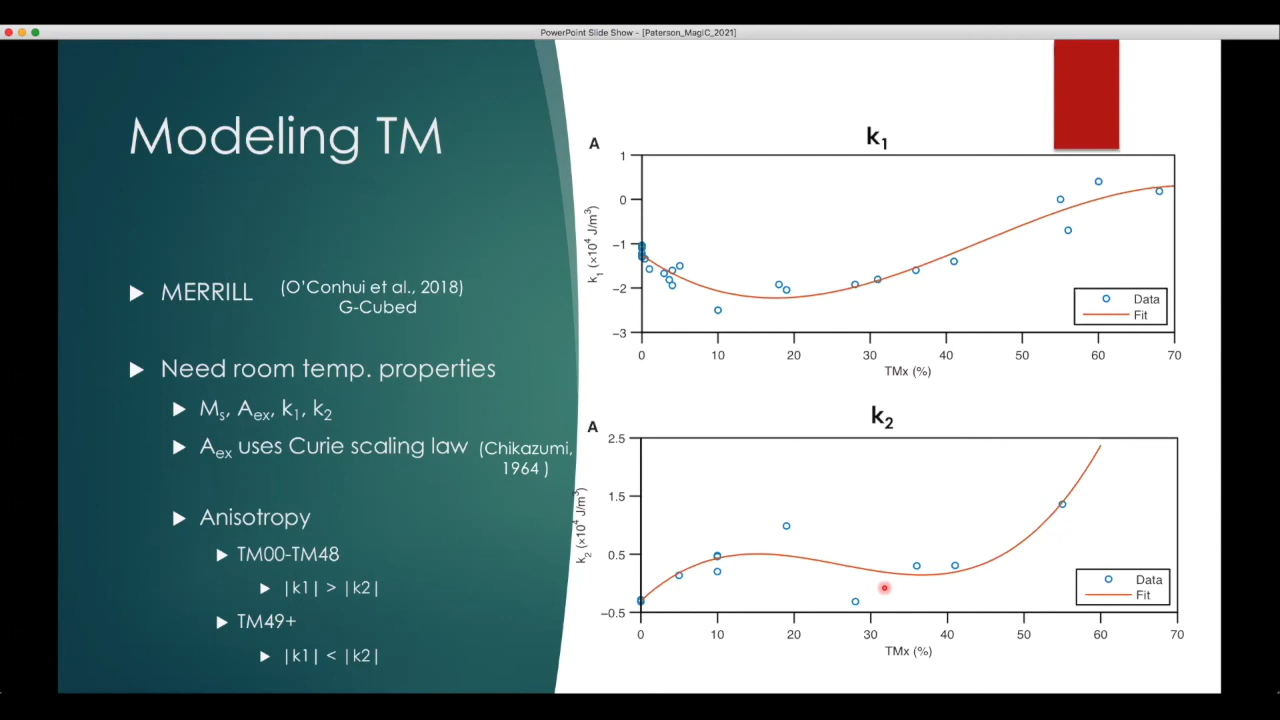 PowerPoint Slide Show - [Paterson_MagIC_2021]
Modeling TM
MERRILL
(O'Conhui et al., 2018)
G-Cubed
Need room temp. properties
Ms, Aex, k1, k2
Aex uses Curie scaling law
(Chikazumi,
1964 )
Anisotropy
TM00-TM48
|k1| > |k2|
TM49+
|k1| < |k2|
k1
A
1
0
−1
−2
−3
k1 (×10^4 J/m^3)
0 10 20 30 40 50 60 70
TMx (%)
Data
Fit
k2
A
2.5
1.5
0.5
−0.5
k2 (×10^4 J/m^3)
0 10 20 30 40 50 60 70
TMx (%)
Data
Fit